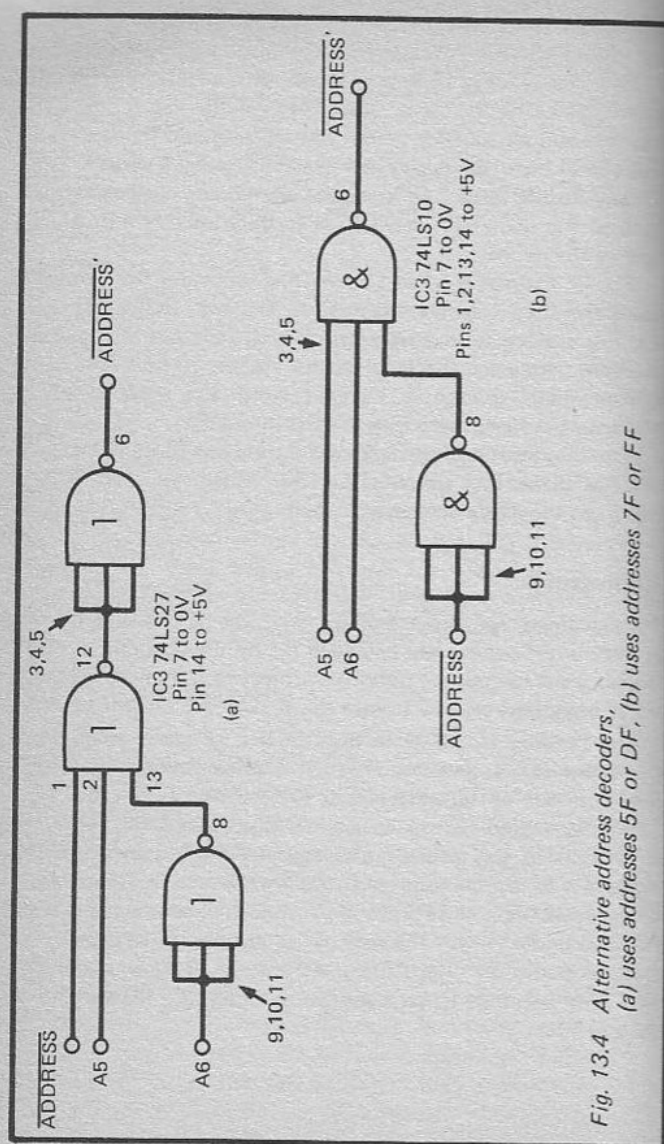 ADDRESS
A5
A6
1
2
13
9,10,11
8
1
1
12
3,4,5
1
6
ADDRESS'
IC3 74LS27
Pin 7 to 0V
Pin 14 to +5V
(a)
A5
A6
ADDRESS
9,10,11
&
8
3,4,5
&
6
ADDRESS'
IC3 74LS10
Pin 7 to 0V
Pins 1,2,13,14 to +5V
(b)
Fig. 13.4 Alternative address decoders,
(a) uses addresses 5F or DF, (b) uses addresses 7F or FF